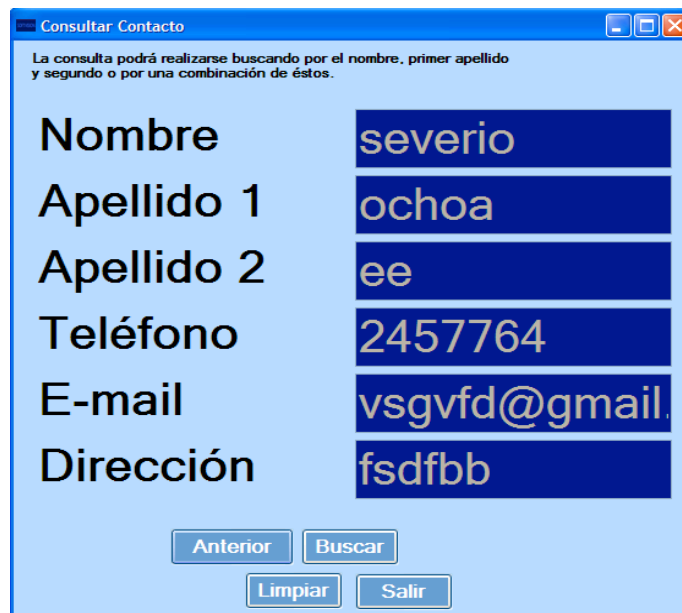 Consultar Contacto
La consulta podrá realizarse buscando por el nombre, primer apellido
y segundo o por una combinación de éstos.
Nombre severio
Apellido 1 ochoa
Apellido 2 ee
Teléfono 2457764
E-mail vsgvfd@gmail.
Dirección fsdfbb
Anterior Buscar
Limpiar Salir